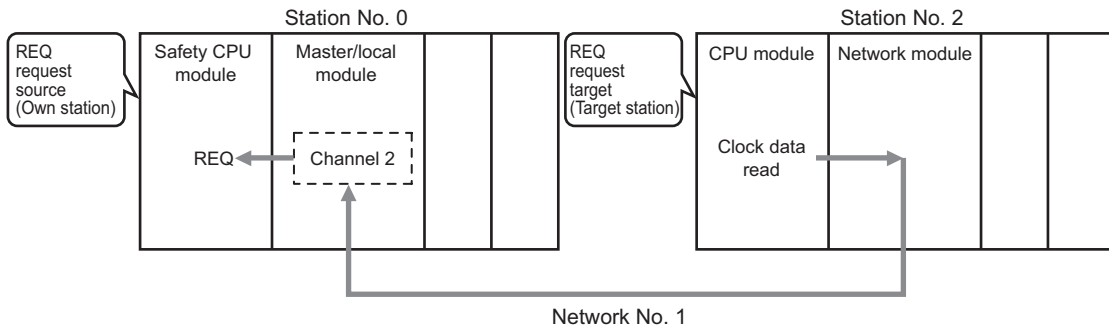 Station No. 0
Station No. 2
REQ
request
source
(Own station)
Safety CPU
module
Master/local
module
REQ
request
target
(Target station)
CPU module
Network module
REQ
Channel 2
Clock data
read
Network No. 1